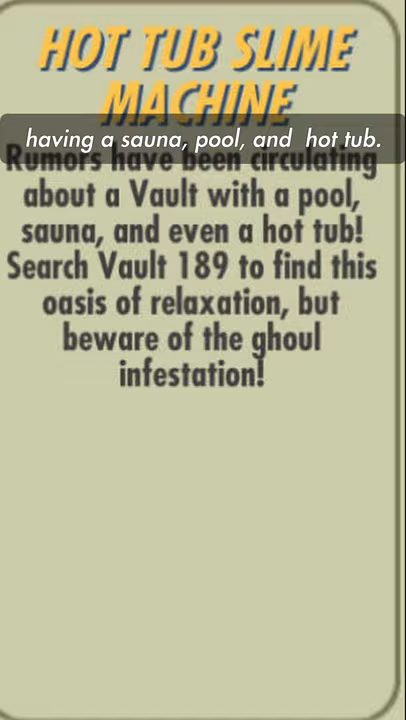 HOT TUB SLIME
MACHINE
having a sauna, pool, and hot tub.
Rumors have been circulating
about a Vault with a pool,
sauna, and even a hot tub!
Search Vault 189 to find this
oasis of relaxation, but
beware of the ghoul
infestation!